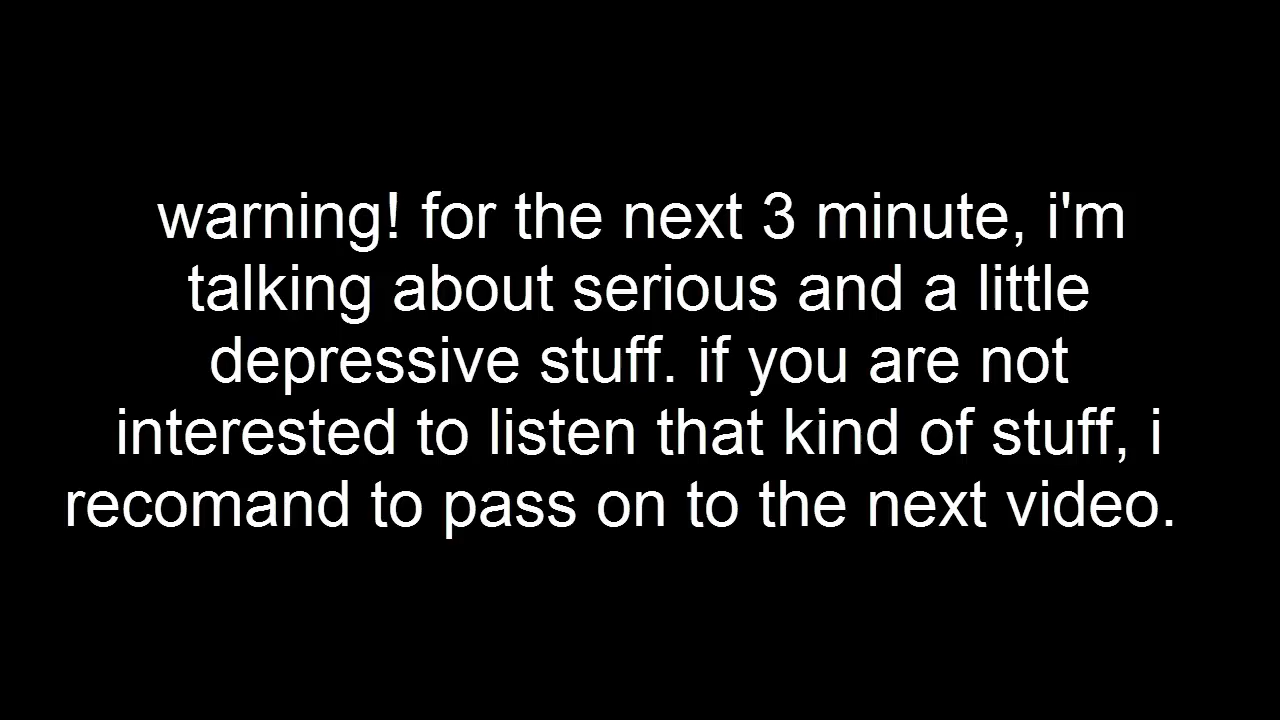 warning! for the next 3 minute, i'm
talking about serious and a little
depressive stuff. if you are not
interested to listen that kind of stuff, i
recomand to pass on to the next video.